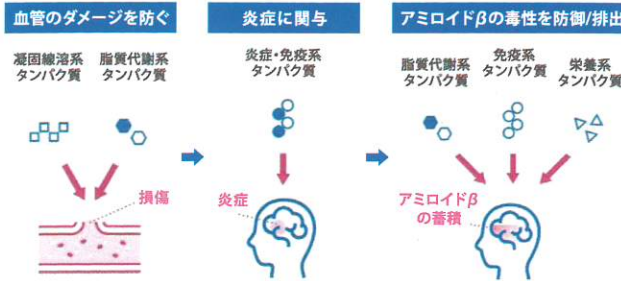 血管のダメージを防ぐ
凝固線溶系
タンパク質
脂質代謝系
タンパク質
損傷
炎症に関与
炎症・免疫系
タンパク質
炎症
アミロイドβの毒性を防御/排出
脂質代謝系
タンパク質
免疫系
タンパク質
栄養系
タンパク質
アミロイドβ
の蓄積